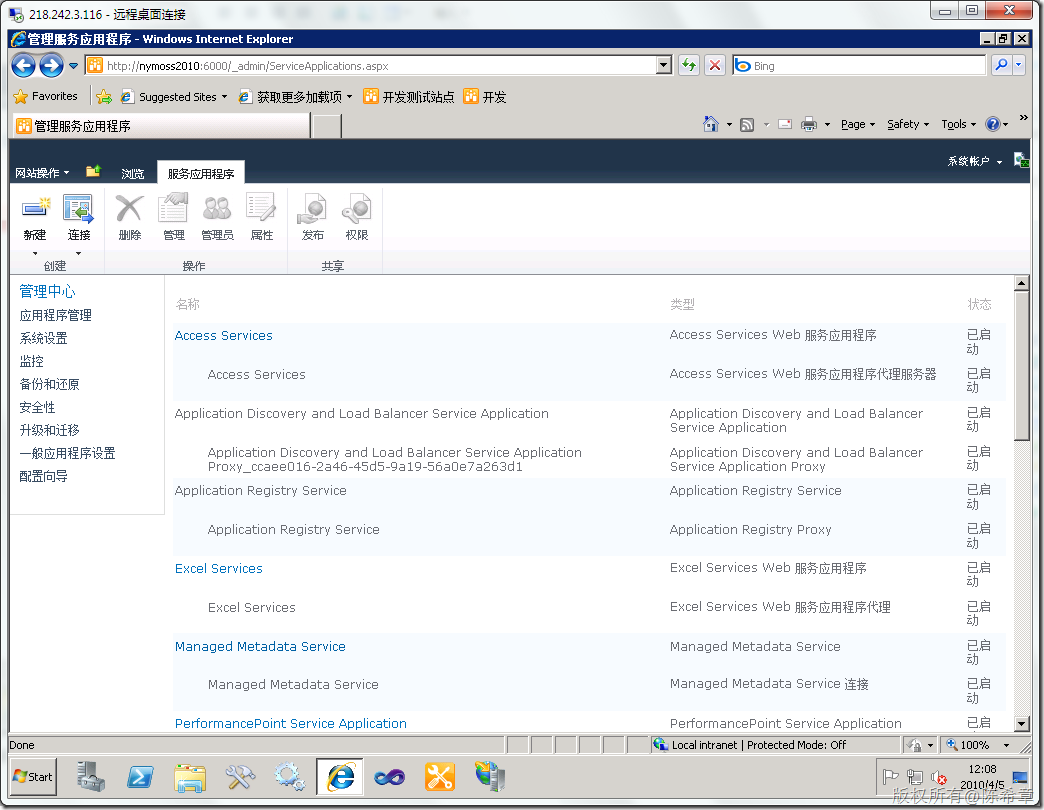 218.242.3.116 - 远程桌面连接
管理服务应用程序 - Windows Internet Explorer
http://nymoss2010:6000/_admin/ServiceApplications.aspx
Bing
Favorites
Suggested Sites
获取更多加载项
开发测试站点
开发
管理服务应用程序
Page
Safety
Tools
网站操作
浏览
服务应用程序
系统帐户
新建
连接
删除
管理
管理员
属性
发布
权限
创建
操作
共享
管理中心
应用程序管理
系统设置
监控
备份和还原
安全性
升级和迁移
一般应用程序设置
配置向导
名称 类型 状态
Access Services Access Services Web 服务应用程序 已启
动
Access Services Access Services Web 服务应用程序代理服务器 已启
动
Application Discovery and Load Balancer Service Application Application Discovery and Load Balancer 已启
Service Application 动
Application Discovery and Load Balancer Service Application Application Discovery and Load Balancer 已启
Proxy_ccaee016-2a46-45d5-9a19-56a0e7a263d1 Service Application Proxy 动
Application Registry Service Application Registry Service 已启
动
Application Registry Service Application Registry Proxy 已启
动
Excel Services Excel Services Web 服务应用程序 已启
动
Excel Services Excel Services Web 服务应用程序代理 已启
动
Managed Metadata Service Managed Metadata Service 已启
动
Managed Metadata Service Managed Metadata Service 连接 已启
动
PerformancePoint Service Application PerformancePoint Service Application 已启
Done
Local intranet | Protected Mode: Off
100%
Start
12:08
2010/4/5
版权所有@陈希章